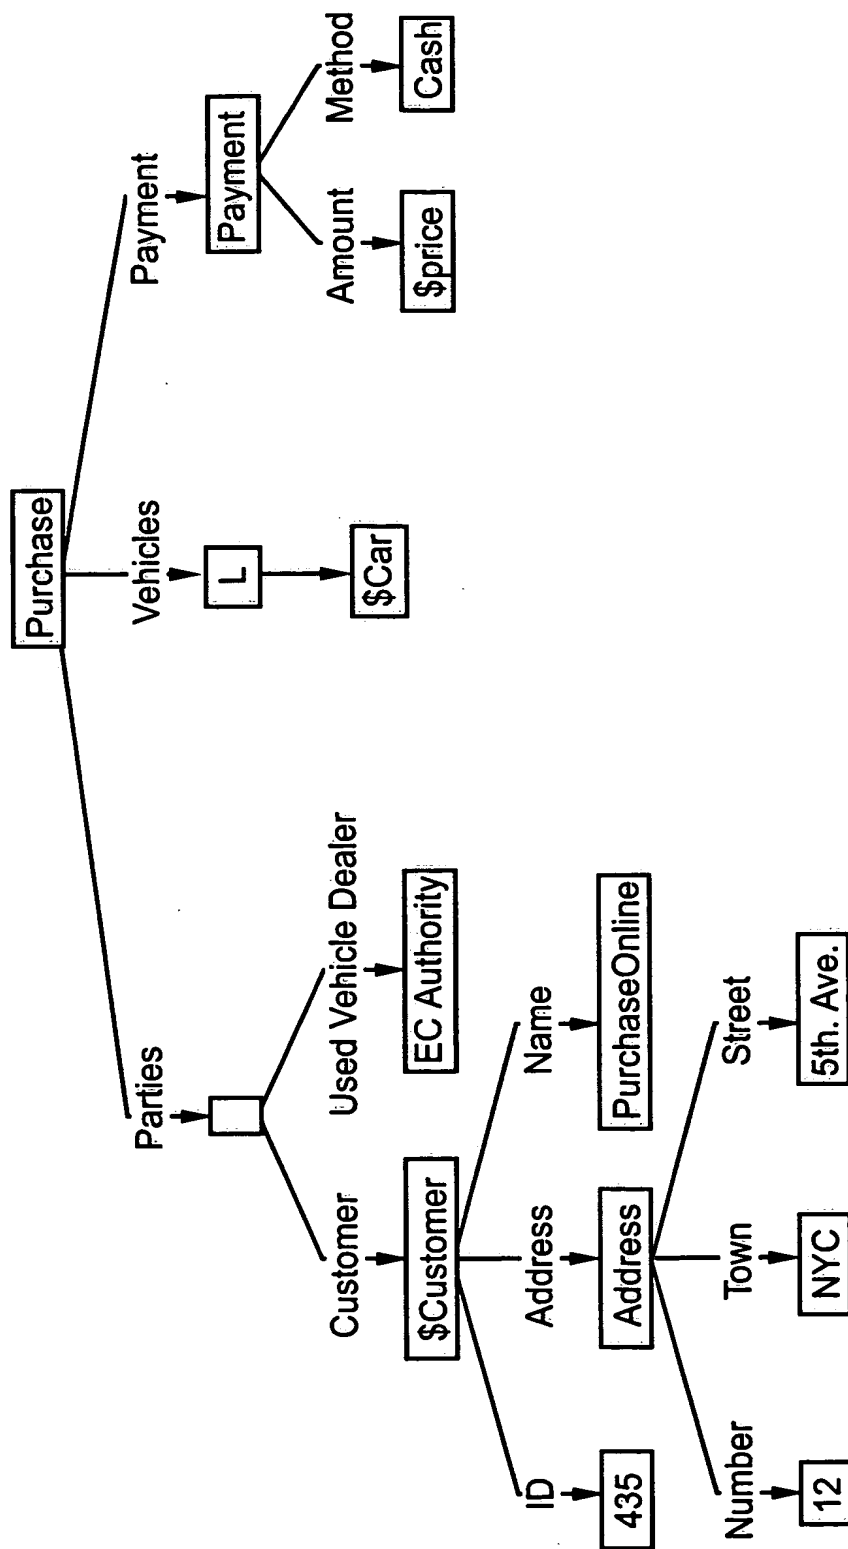 Purchase
Parties
Vehicles
Payment
L
Payment
$Car
Customer
Used Vehicle Dealer
Amount
Method
$Customer
EC Authority
$price
Cash
ID
Address
Name
435
Address
PurchaseOnline
Number
Town
Street
12
NYC
5th. Ave.